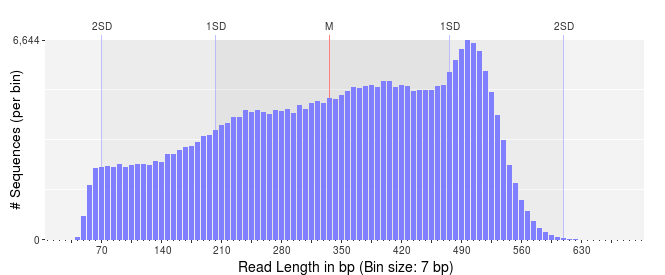 2SD 1SD M 1SD 2SD
6,644
# Sequences (per bin)
0
70 140 210 280 350 420 490 560 630
Read Length in bp (Bin size: 7 bp)